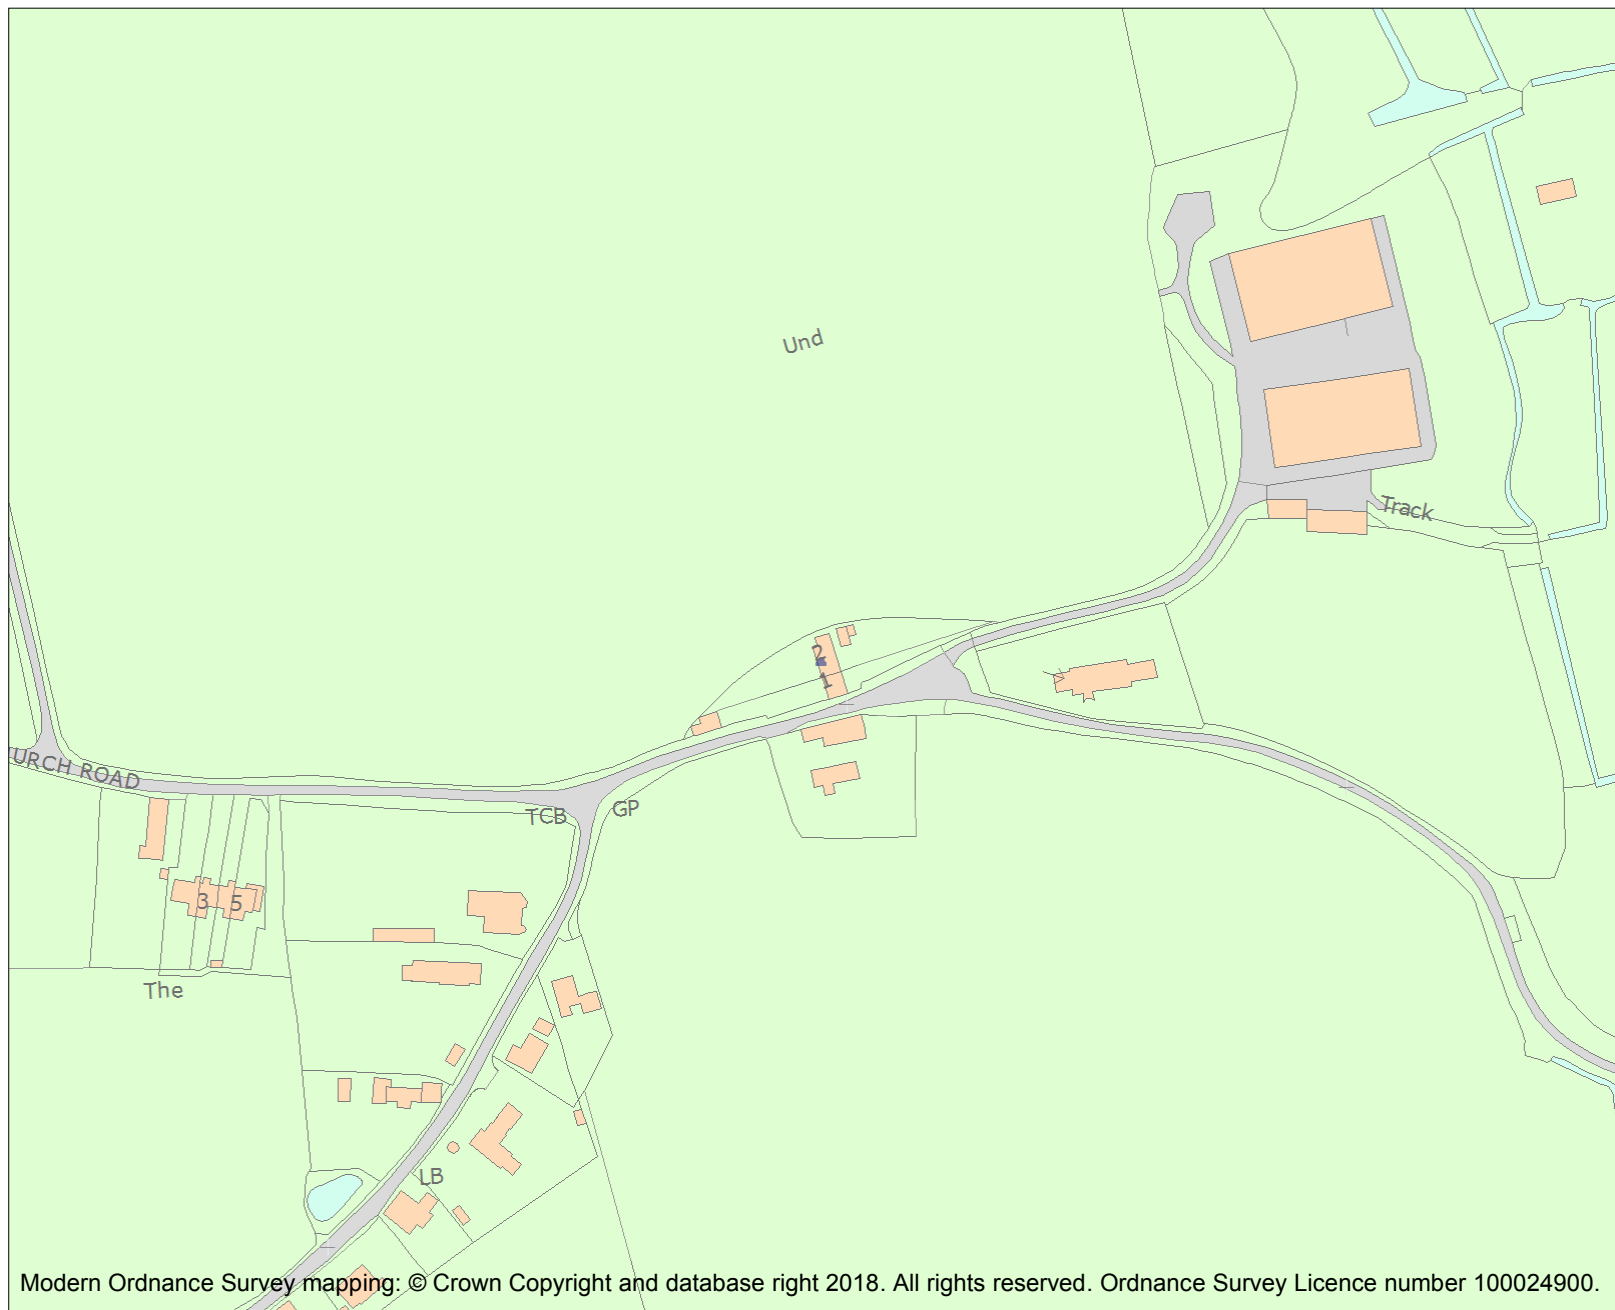 Und
Track
2
1
URCH ROAD
TCB
GP
3
5
The
LB
Modern Ordnance Survey mapping: © Crown Copyright and database right 2018. All rights reserved. Ordnance Survey Licence number 100024900.